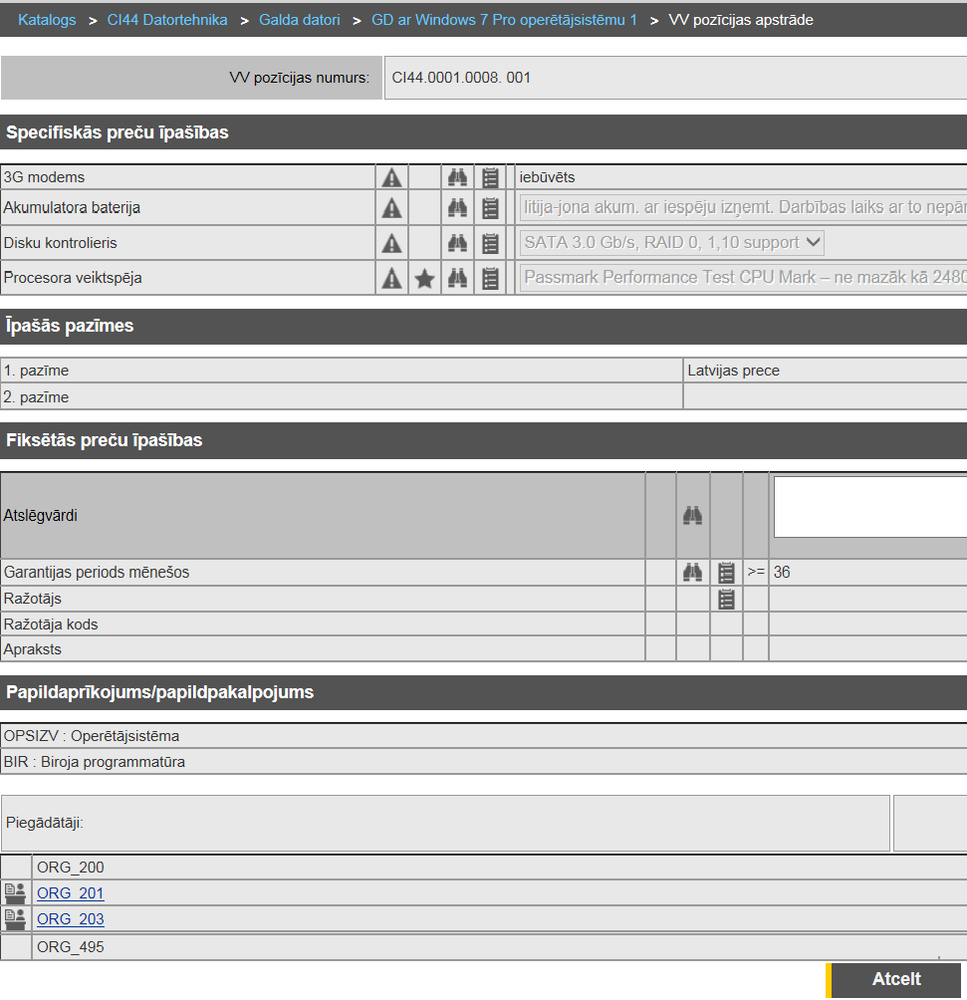 Katalogs > CI44 Datortehnika > Galda datori > GD ar Windows 7 Pro operētājsistēmu 1 > VV pozīcijas apstrāde
VV pozīcijas numurs: CI44.0001.0008. 001
Specifiskās preču īpašības
3G modems iebūvēts
Akumulatora baterija litija-jona akum. ar iespēju izņemt. Darbības laiks ar to nepār
Disku kontrolieris SATA 3.0 Gb/s, RAID 0, 1,10 support
Procesora veiktspēja Passmark Performance Test CPU Mark – ne mazāk kā 2480
Īpašās pazīmes
1. pazīme Latvijas prece
2. pazīme
Fiksētās preču īpašības
Atslēgvārdi
Garantijas periods mēnešos >= 36
Ražotājs
Ražotāja kods
Apraksts
Papildaprīkojums/papildpakalpojums
OPSIZV : Operētājsistēma
BIR : Biroja programmatūra
Piegādātāji:
ORG_200
ORG_201
ORG_203
ORG_495
Atcelt